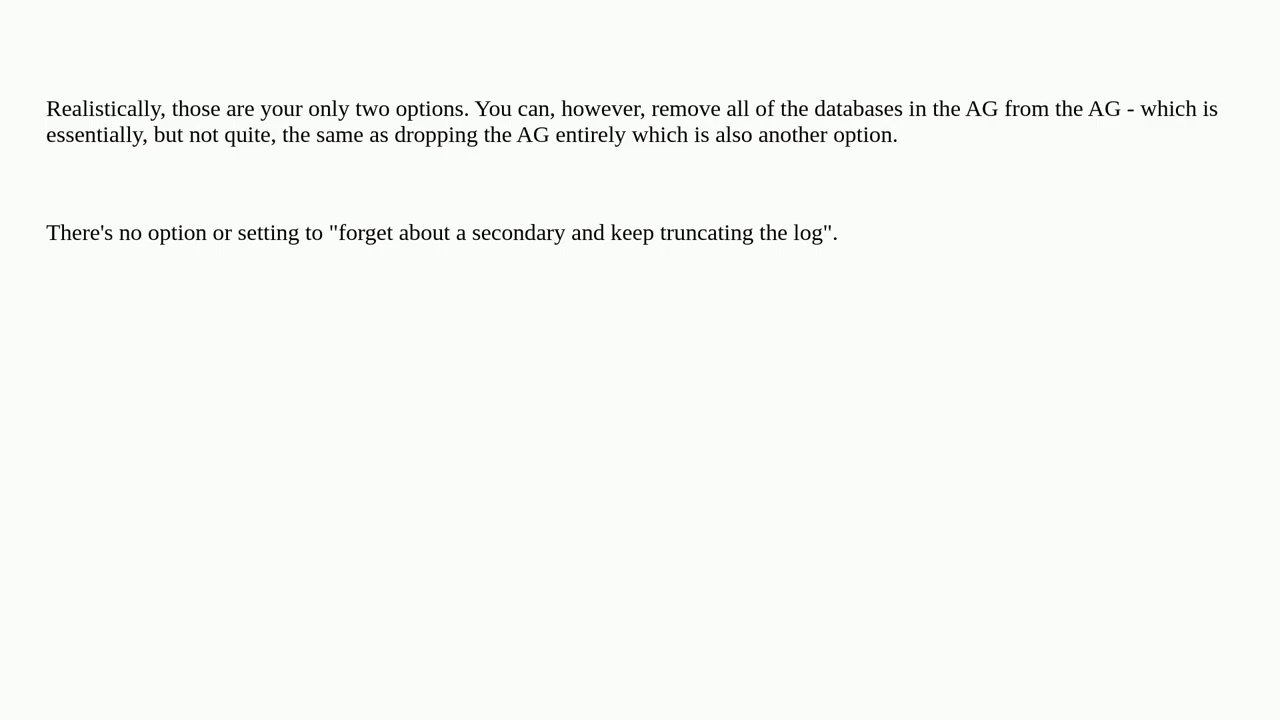 Realistically, those are your only two options. You can, however, remove all of the databases in the AG from the AG - which is
essentially, but not quite, the same as dropping the AG entirely which is also another option.
There's no option or setting to "forget about a secondary and keep truncating the log".